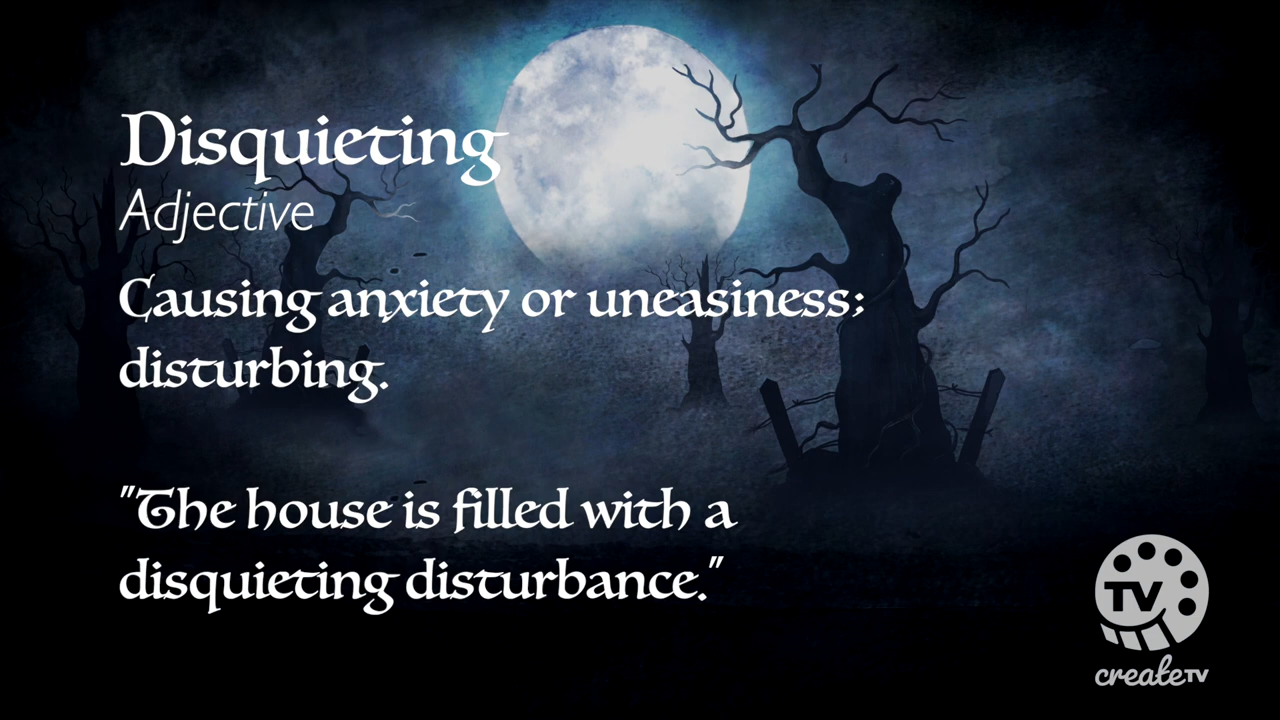 Disquieting
Adjective
Causing anxiety or uneasiness;
disturbing.
"The house is filled with a
disquieting disturbance."
TV
createTV